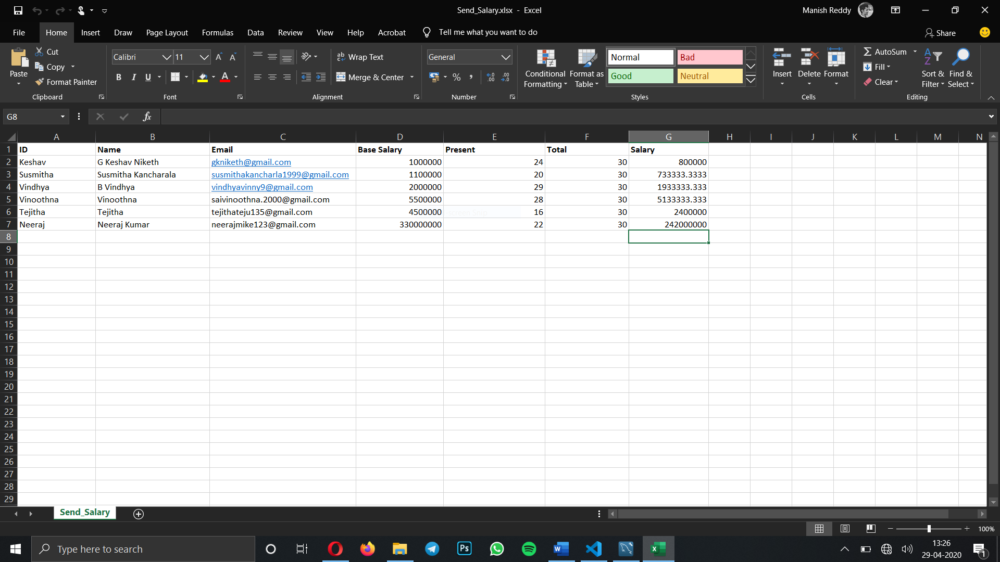 Send_Salary.xlsx - Excel
Manish Reddy
File Home Insert Draw Page Layout Formulas Data Review View Help Acrobat Tell me what you want to do Share
Paste
Cut
Copy
Format Painter
Clipboard
Calibri 11 A A
B I U A
Font
ab Wrap Text
Merge & Center
Alignment
General
% , .0 .00 .00 .0
Number
Conditional Formatting
Format as Table
Normal Bad
Good Neutral
Styles
Insert Delete Format
Cells
AutoSum
Fill
Clear
Sort & Filter
Find & Select
Editing
G8 fx
A B C D E F G H I J K L M N
1 ID Name Email Base Salary Present Total Salary
2 Keshav G Keshav Niketh gkniketh@gmail.com 1000000 24 30 800000
3 Susmitha Susmitha Kancharala susmithakancharla1999@gmail.com 1100000 20 30 733333.3333
4 Vindhya B Vindhya vindhyavinny9@gmail.com 2000000 29 30 1933333.333
5 Vinoothna Vinoothna saivinoothna.2000@gmail.com 5500000 28 30 5133333.333
6 Tejitha Tejitha tejithateju135@gmail.com 4500000 16 30 2400000
7 Neeraj Neeraj Kumar neerajmike123@gmail.com 330000000 22 30 242000000
8
9
10
11
12
13
14
15
16
17
18
19
20
21
22
23
24
25
26
27
28
29
Send_Salary
100%
Type here to search
Ps
W
X
13:26
29-04-2020
1